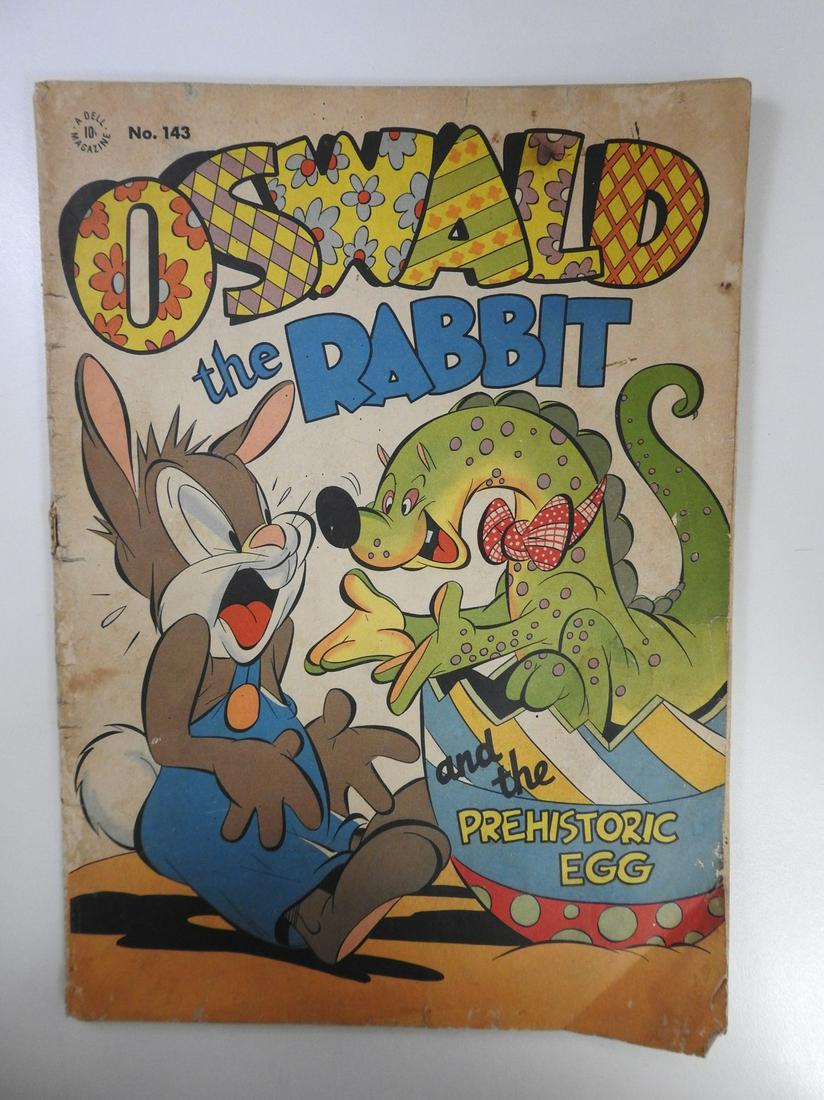 A DELL
10¢
MAGAZINE
No. 143
OSWALD
the RABBIT
and
the
PREHISTORIC
EGG